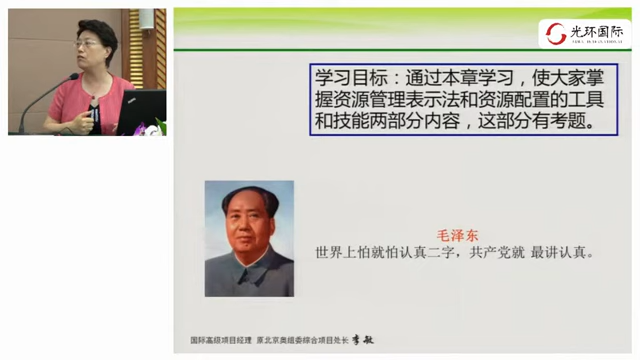 光环国际
学习目标：通过本章学习，使大家掌
握资源管理表示法和资源配置的工具
和技能两部分内容，这部分有考题。
毛泽东
世界上怕就怕认真二字，共产党就 最讲认真。
国际高级项目经理 原北京奥组委综合项目处长 李敏